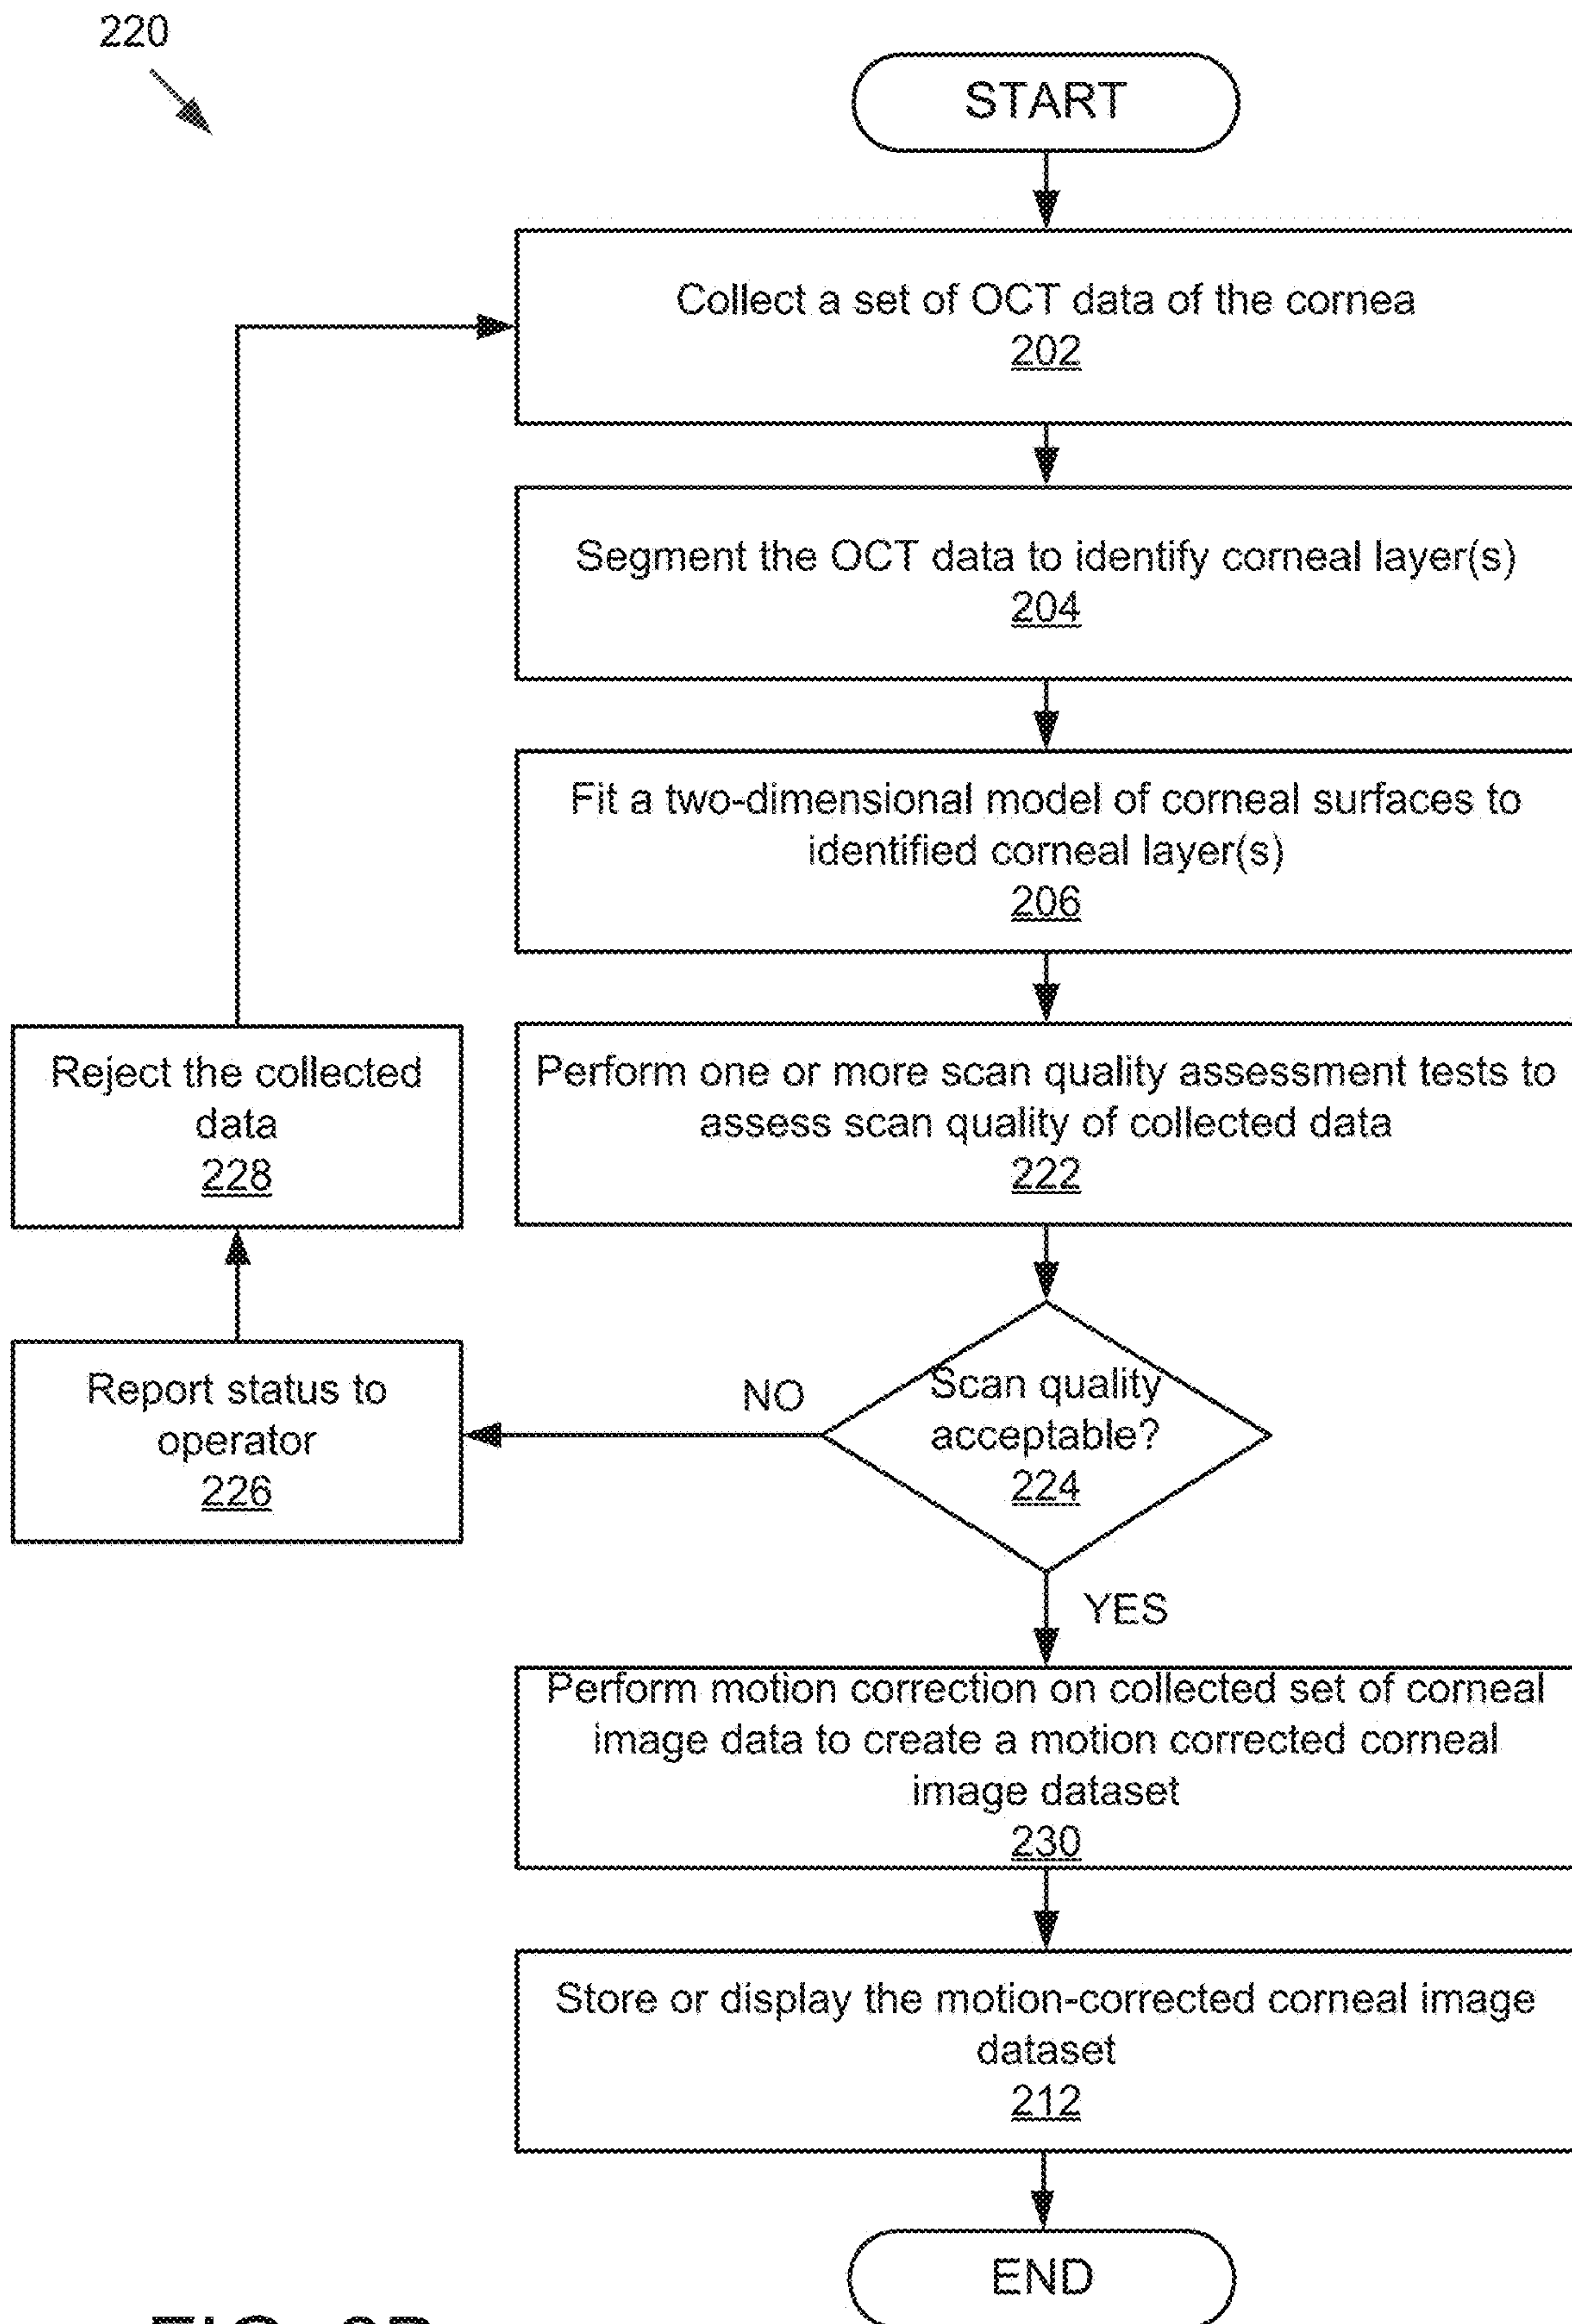 220
START
Collect a set of OCT data of the cornea
202
Segment the OCT data to identify corneal layer(s)
204
Fit a two-dimensional model of corneal surfaces to
identified corneal layer(s)
206
Perform one or more scan quality assessment tests to
assess scan quality of collected data
222
Reject the collected
data
228
Report status to
operator
226
NO
Scan quality
acceptable?
224
YES
Perform motion correction on collected set of corneal
image data to create a motion corrected corneal
image dataset
230
Store or display the motion-corrected corneal image
dataset
212
END